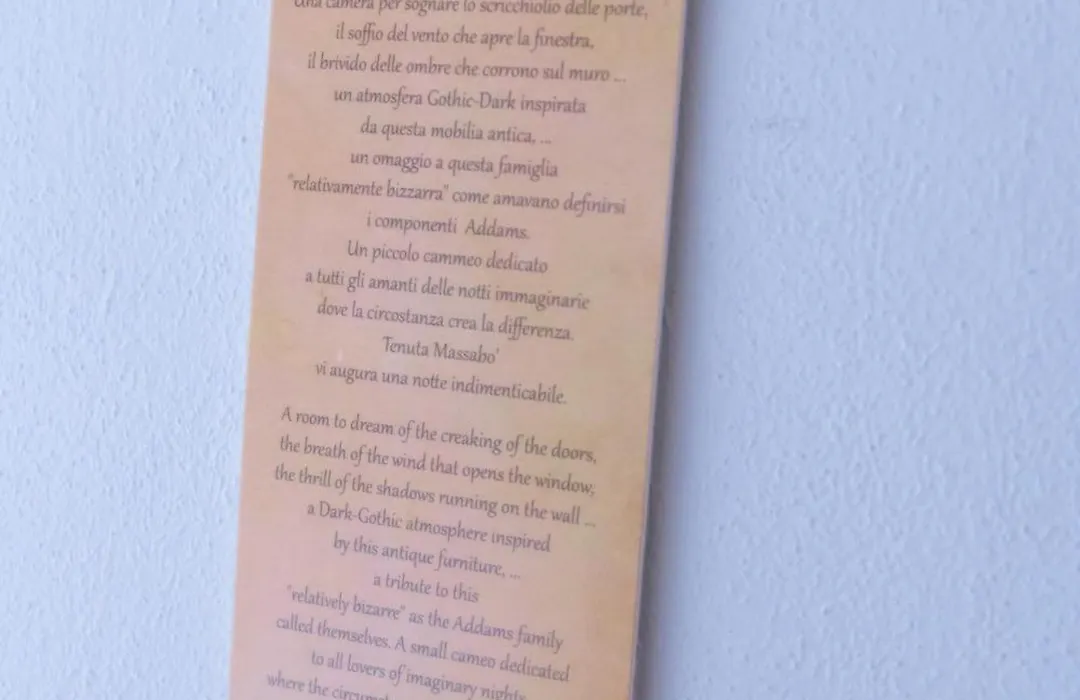 una camera per sognare lo scricchiolio delle porte,
il soffio del vento che apre la finestra,
il brivido delle ombre che corrono sul muro ...
un atmosfera Gothic-Dark inspirata
da questa mobilia antica, ...
un omaggio a questa famiglia
"relativamente bizzarra" come amavano definirsi
i componenti Addams.
Un piccolo cammeo dedicato
a tutti gli amanti delle notti immaginarie
dove la circostanza crea la differenza.
Tenuta Massabo'
vi augura una notte indimenticabile.
A room to dream of the creaking of the doors,
the breath of the wind that opens the window,
the thrill of the shadows running on the wall ...
a Dark-Gothic atmosphere inspired
by this antique furniture, ...
a tribute to this
"relatively bizarre" as the Addams family
called themselves. A small cameo dedicated
to all lovers of imaginary nights
where the